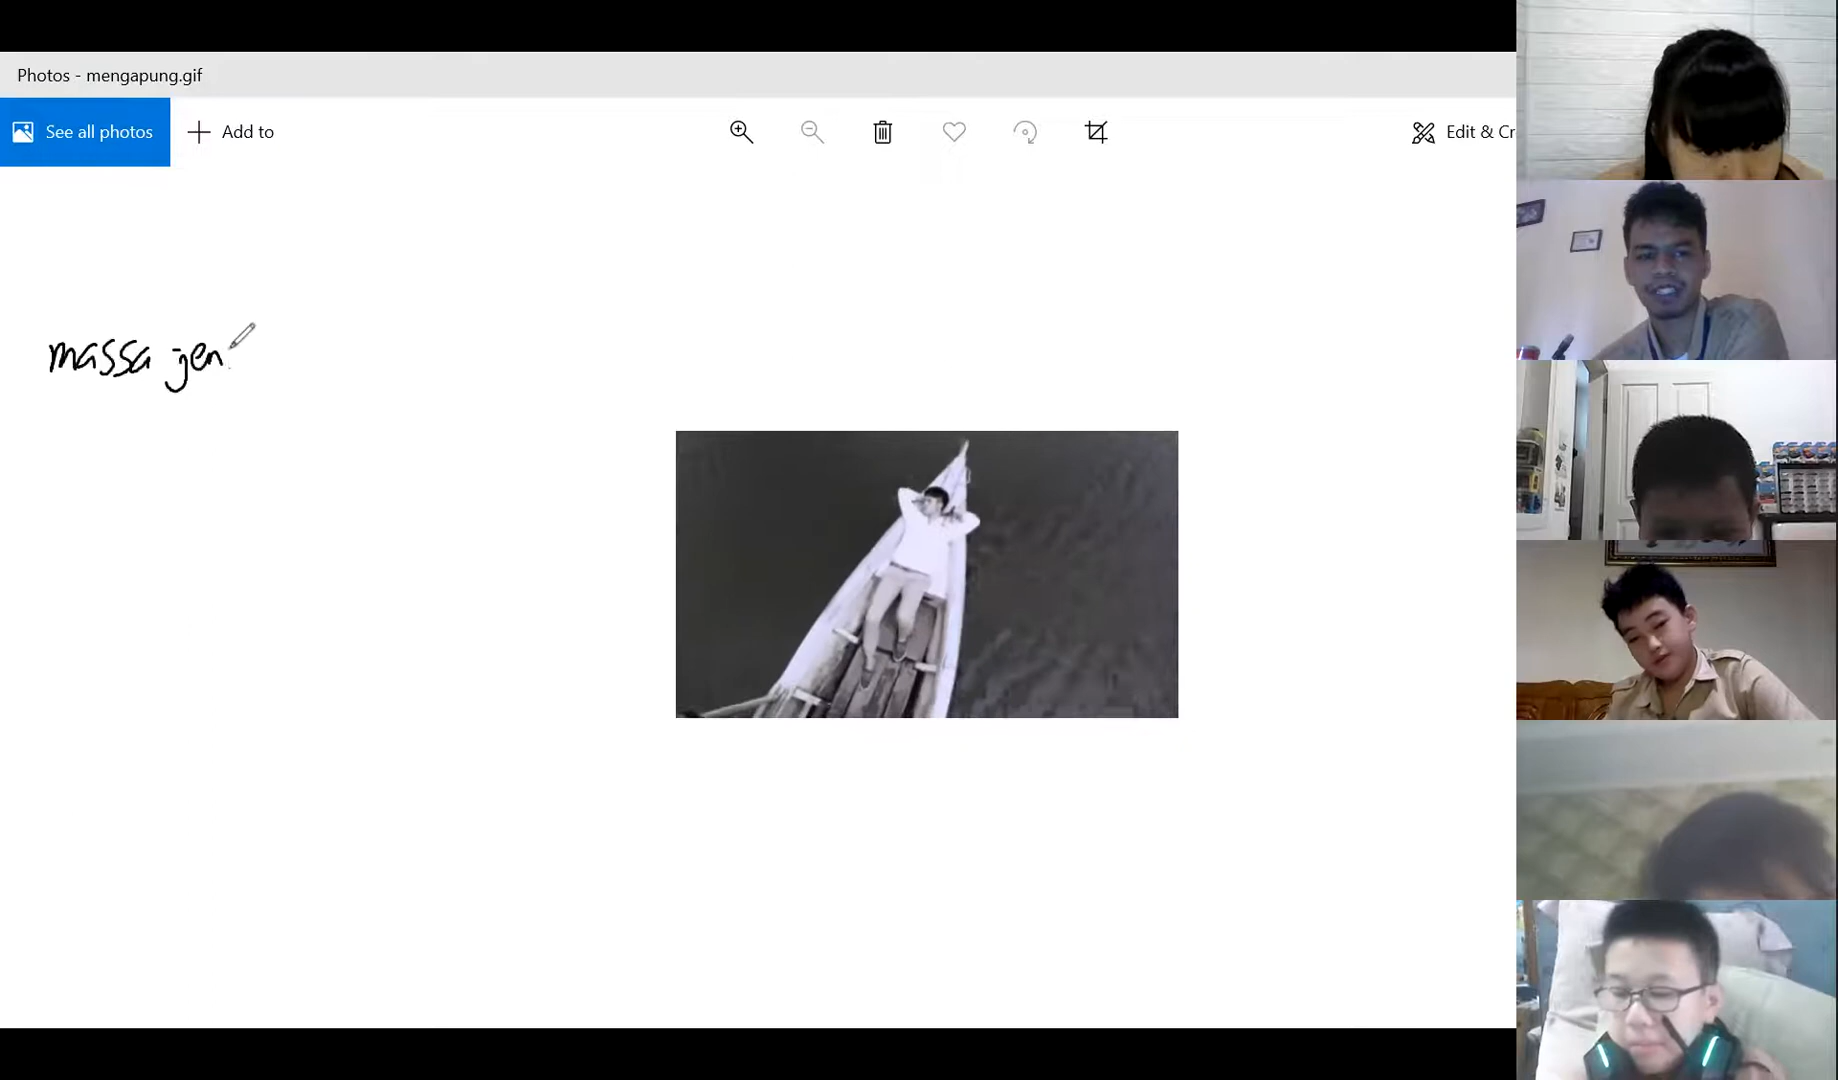 Photos - mengapung.gif
See all photos
Add to
Edit & Cr
massa jen